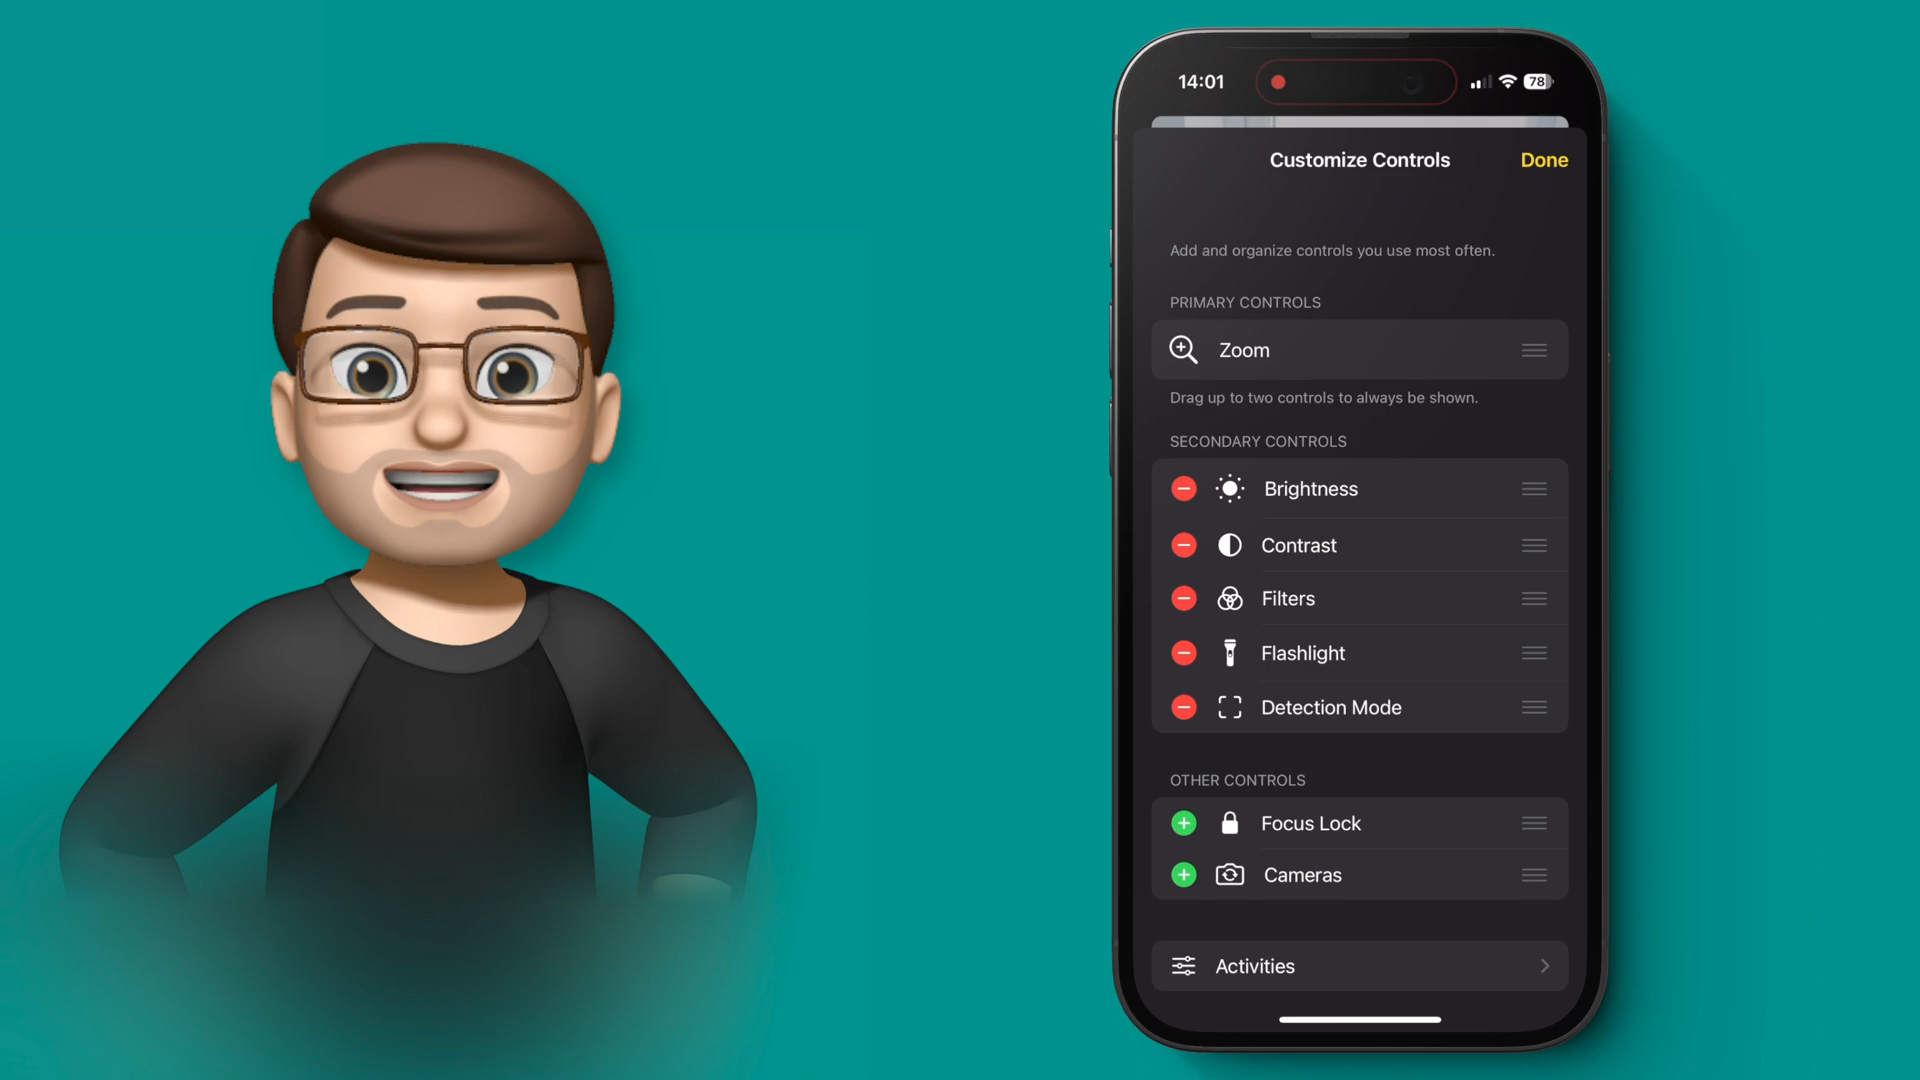 14:01
78
Customize Controls
Done
Add and organize controls you use most often.
PRIMARY CONTROLS
Zoom
Drag up to two controls to always be shown.
SECONDARY CONTROLS
Brightness
Contrast
Filters
Flashlight
Detection Mode
OTHER CONTROLS
Focus Lock
Cameras
Activities